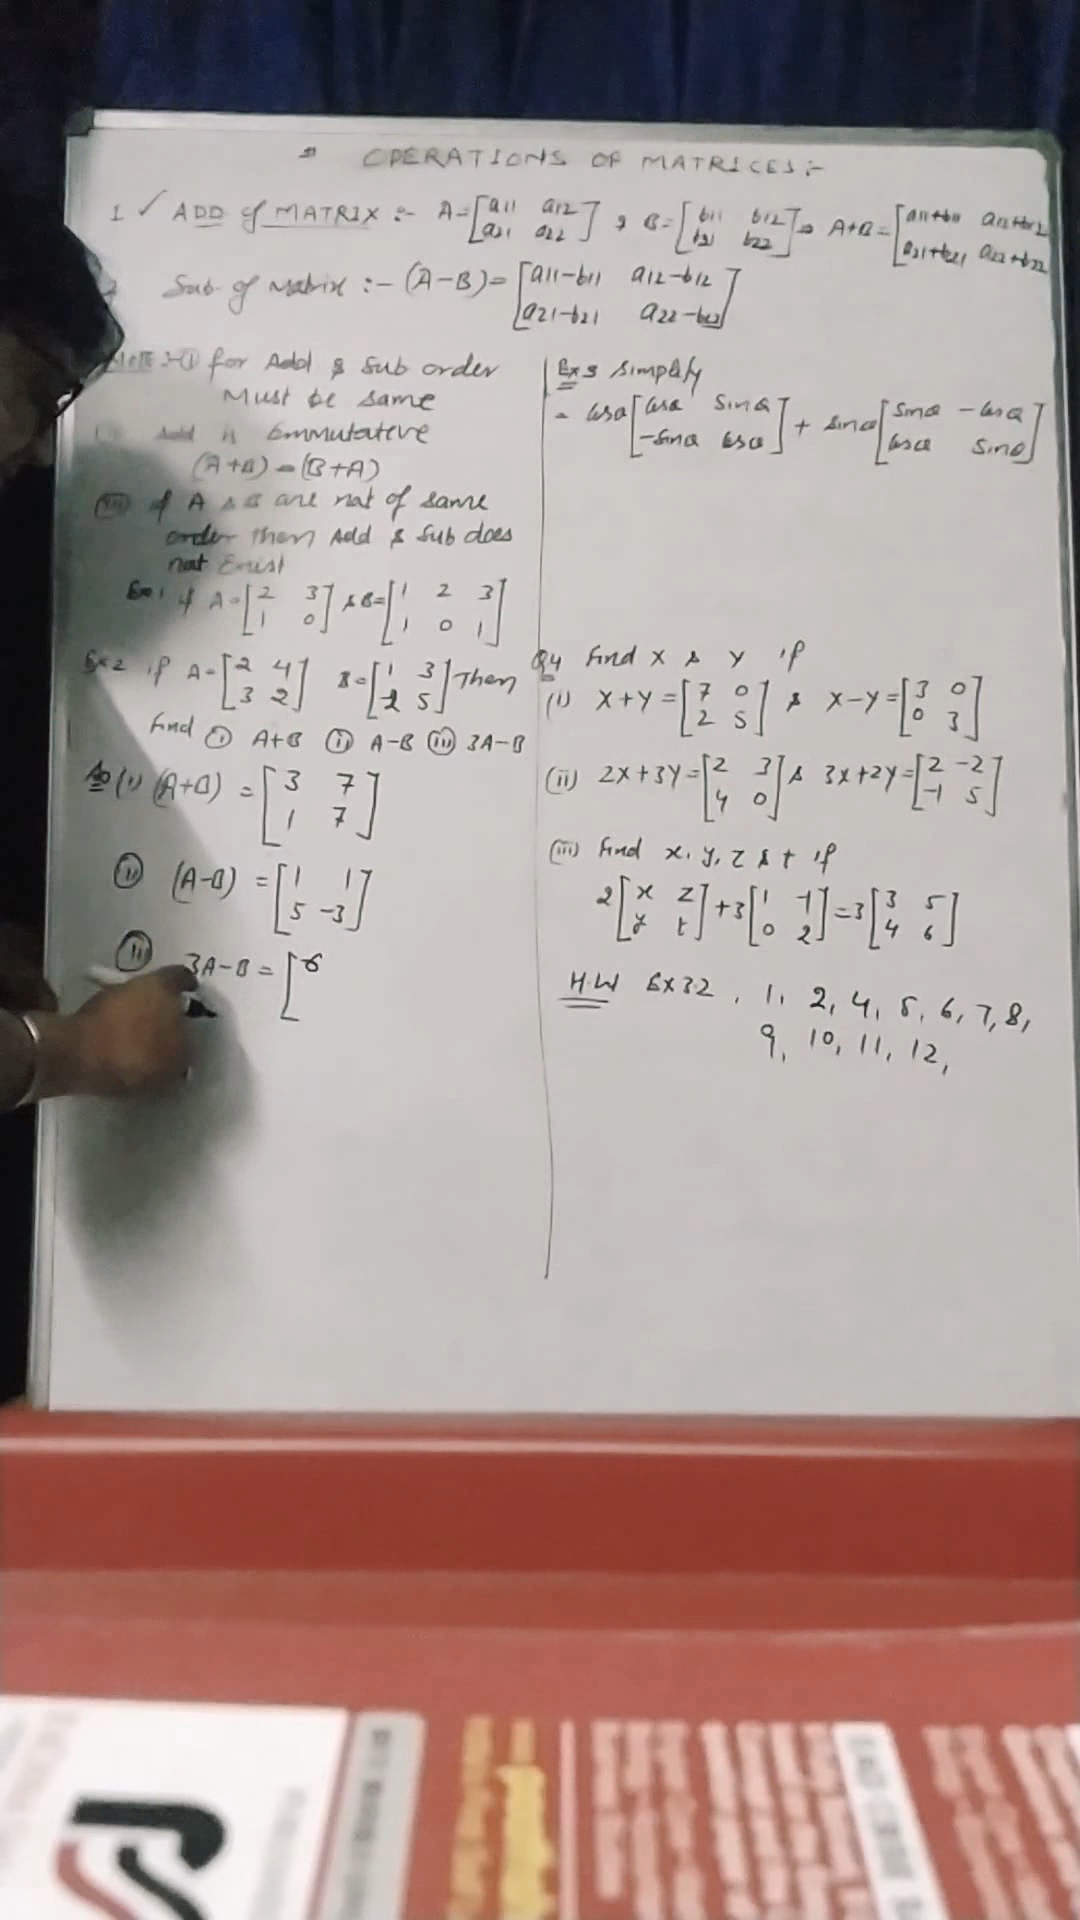 OPERATIONS OF MATRICES :-
1 ✓ ADD of MATRIX :- A = [a11 a12 / a21 a22] , B = [b11 b12 / b21 b22] ⇒ A+B = [a11+b11 a12+b12 / a21+b21 a22+b22]
2 Sub of Matrix :- (A-B) = [a11-b11 a12-b12 / a21-b21 a22-b22]
Note :- (i) for Add & Sub order
Must be same
Add is Commutative
(A+B) = (B+A)
(iii) if A & B are not of same
order then Add & Sub does
not Exist
Ex 1 if A = [2 3 / 1 0] & B = [1 2 3 / 1 0 1]
Ex 2 if A = [2 4 / 3 2] B = [1 3 / -2 5] Then
find (i) A+B (ii) A-B (iii) 3A-B
(i) (A+B) = [3 7 / 1 7]
(ii) (A-B) = [1 1 / 5 -3]
3A-B = [6
Ex 3 Simplify
= cosα [cosα sinα / -sinα cosα] + sinα [sinα -cosα / cosα sinα]
Q4 find X & Y if
(i) X+Y = [7 0 / 2 5] & X-Y = [3 0 / 0 3]
(ii) 2X+3Y = [2 3 / 4 0] & 3X+2Y = [2 -2 / -1 5]
(iii) find x, y, z & t if
2 [x z / y t] + 3 [1 -1 / 0 2] = 3 [3 5 / 4 6]
H.W Ex 3.2 , 1, 2, 4, 5, 6, 7, 8,
9, 10, 11, 12,